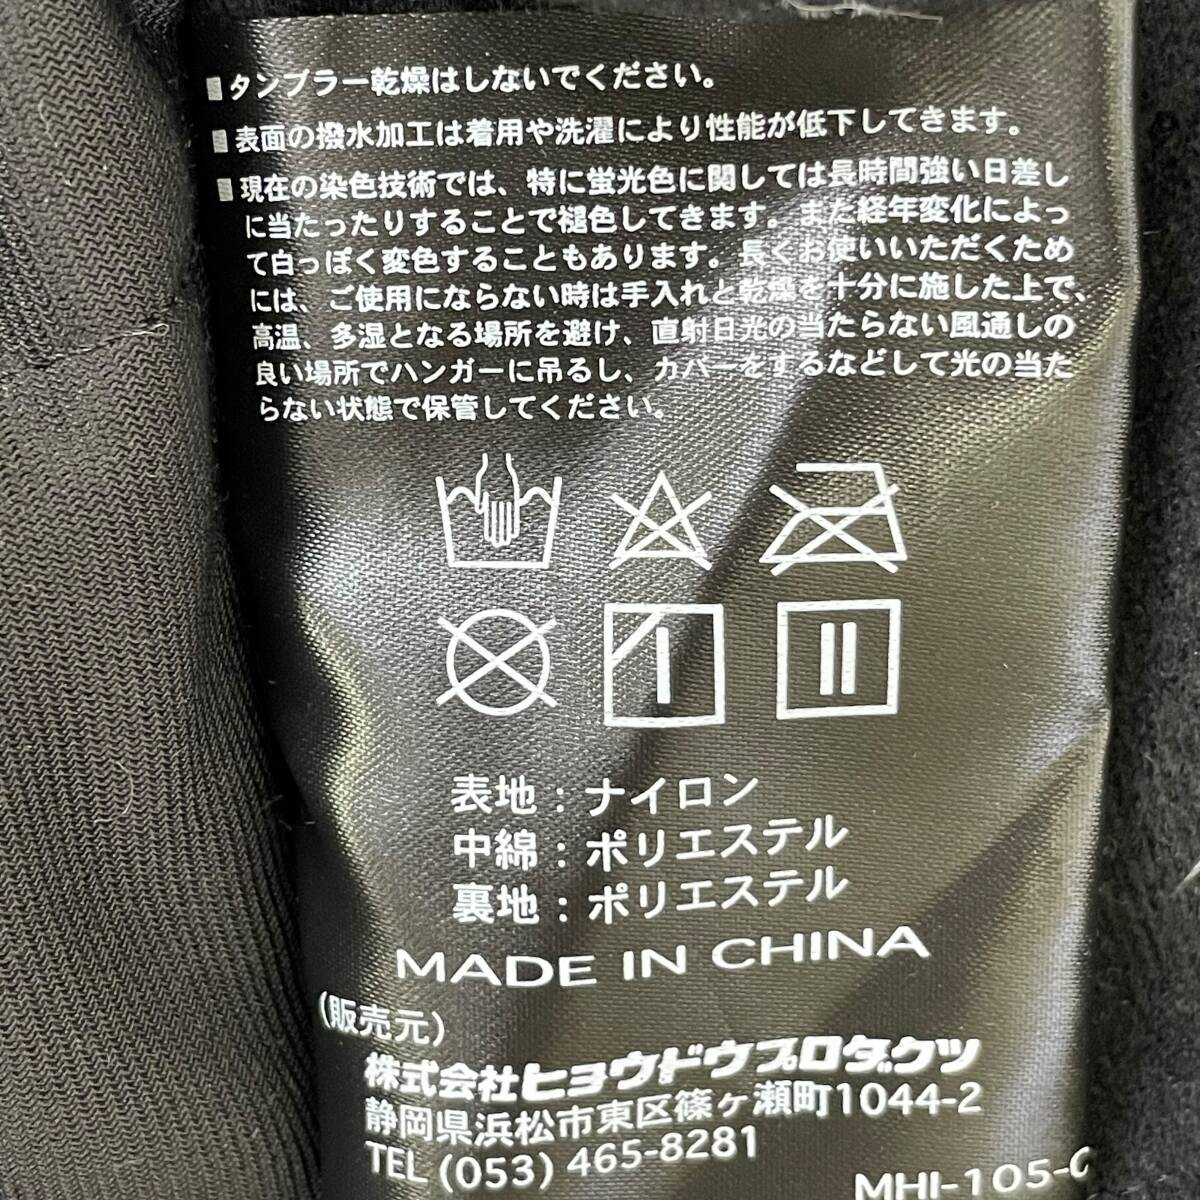 ■タンブラー乾燥はしないでください。
■表面の撥水加工は着用や洗濯により性能が低下してきます。
■現在の染色技術では、特に蛍光色に関しては長時間強い日差し
に当たったりすることで褪色してきます。また経年変化によっ
て白っぽく変色することもあります。長くお使いいただくため
には、ご使用にならない時は手入れと乾燥を十分に施した上で、
高温、多湿となる場所を避け、直射日光の当たらない風通しの
良い場所でハンガーに吊るし、カバーをするなどして光の当た
らない状態で保管してください。
表地：ナイロン
中綿：ポリエステル
裏地：ポリエステル
MADE IN CHINA
(販売元)
株式会社ヒョウドウプロダクツ
静岡県浜松市東区篠ヶ瀬町1044-2
TEL (053) 465-8281
MHI-105-